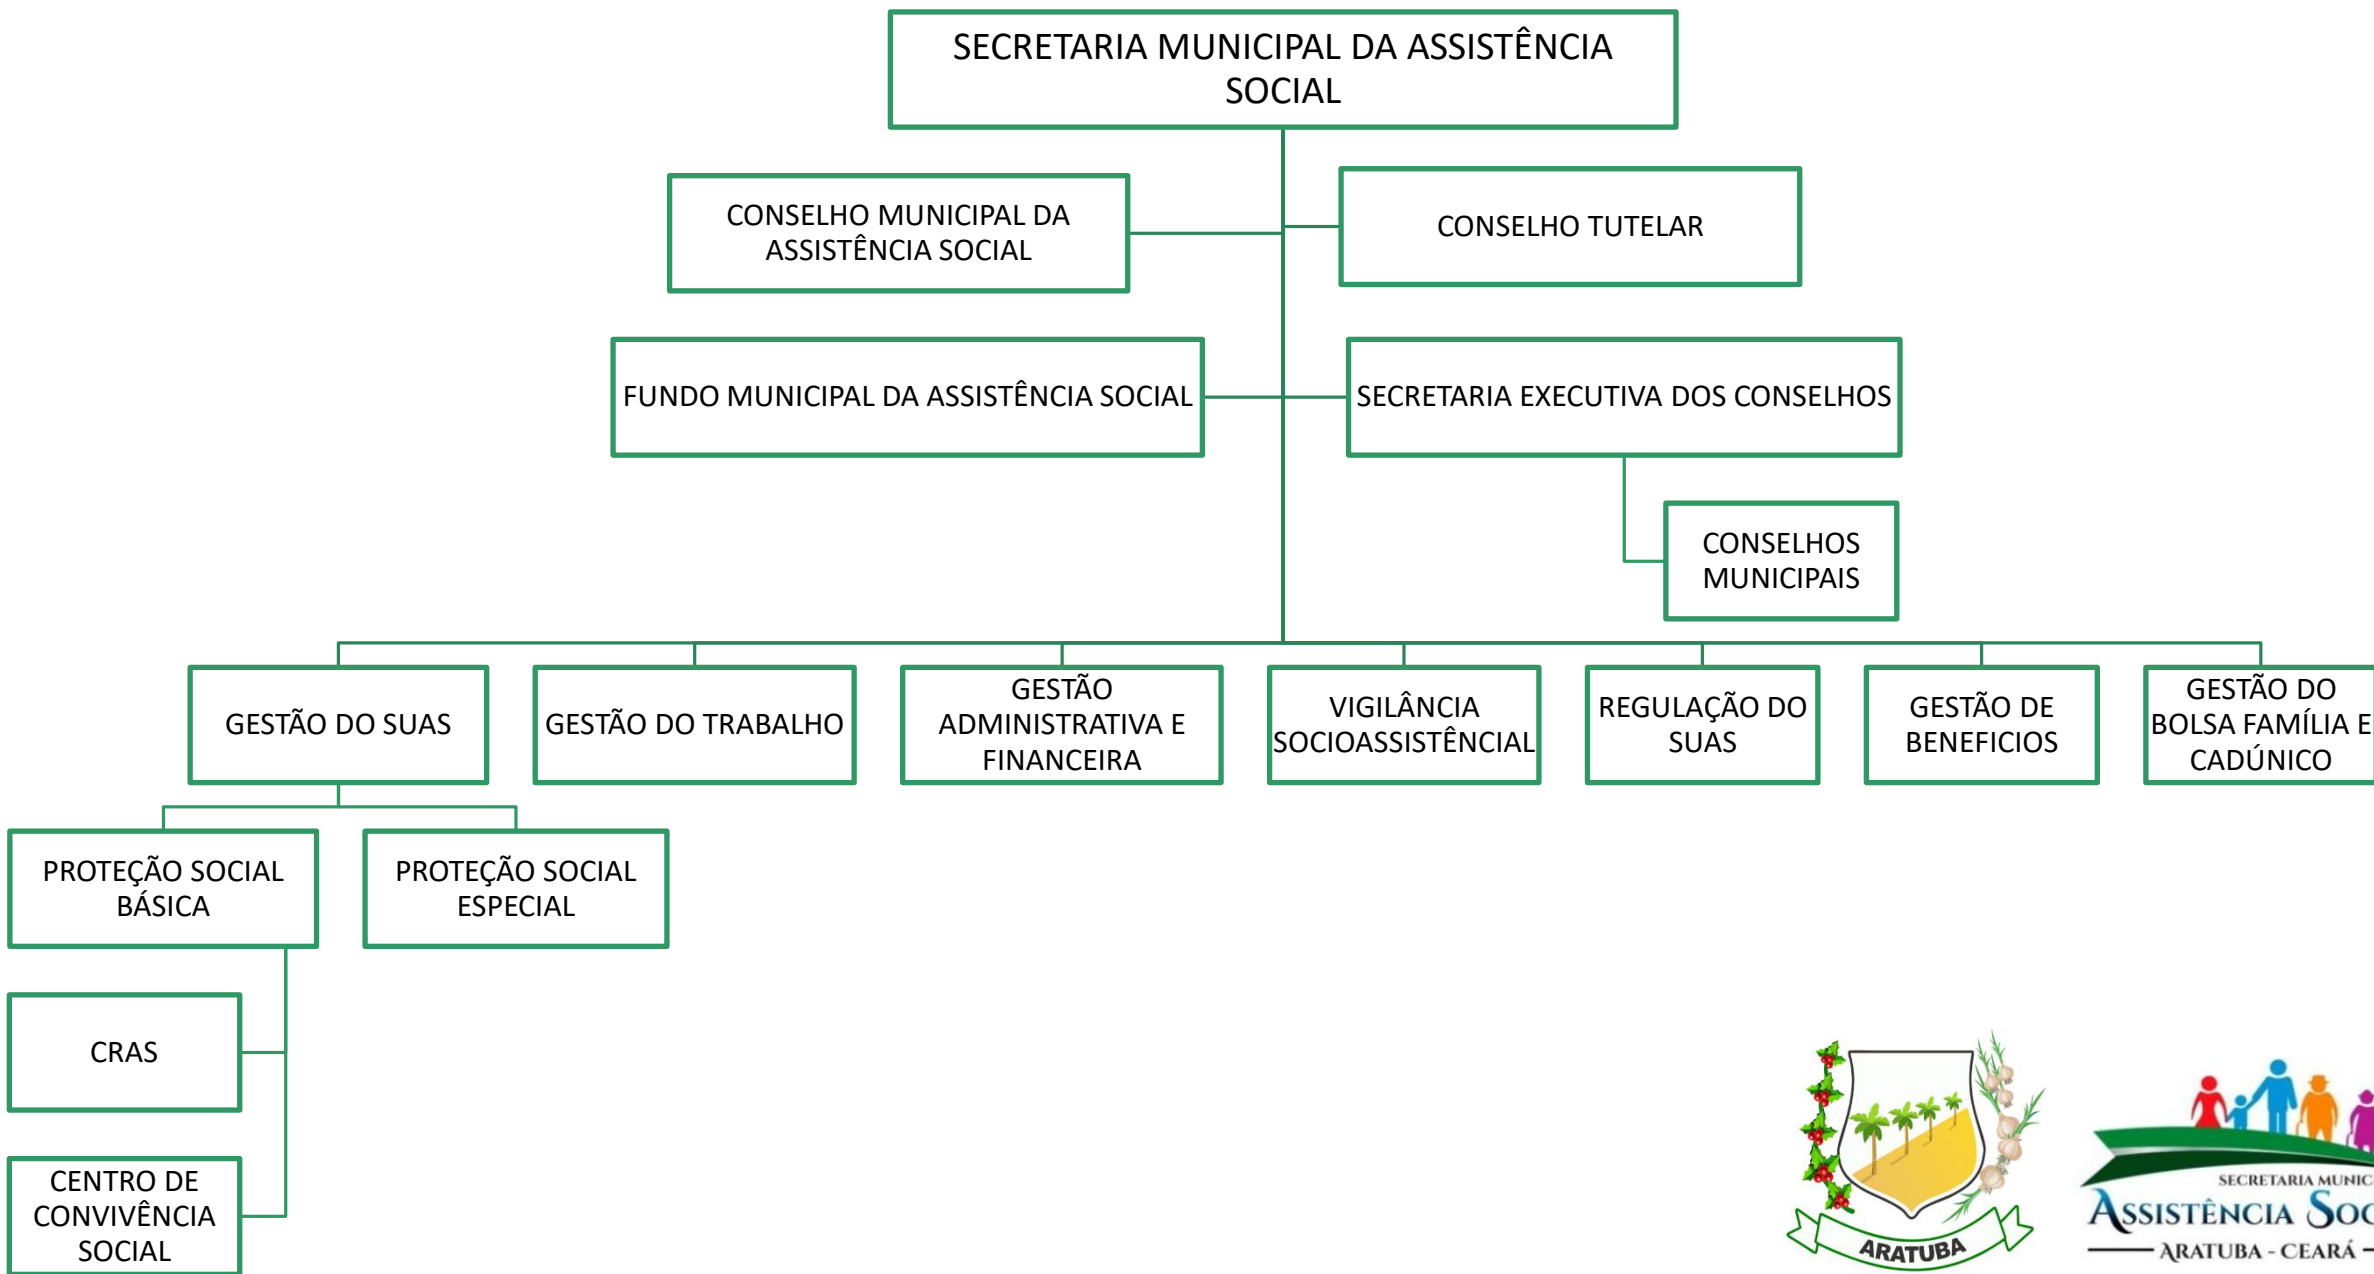 SECRETARIA MUNICIPAL DA ASSISTÊNCIA
SOCIAL
CONSELHO MUNICIPAL DA
ASSISTÊNCIA SOCIAL
CONSELHO TUTELAR
FUNDO MUNICIPAL DA ASSISTÊNCIA SOCIAL
SECRETARIA EXECUTIVA DOS CONSELHOS
CONSELHOS
MUNICIPAIS
GESTÃO DO SUAS
GESTÃO DO TRABALHO
GESTÃO
ADMINISTRATIVA E
FINANCEIRA
VIGILÂNCIA
SOCIOASSISTÊNCIAL
REGULAÇÃO DO
SUAS
GESTÃO DE
BENEFICIOS
GESTÃO DO
BOLSA FAMÍLIA E
CADÚNICO
PROTEÇÃO SOCIAL
BÁSICA
PROTEÇÃO SOCIAL
ESPECIAL
CRAS
CENTRO DE
CONVIVÊNCIA
SOCIAL
ARATUBA
SECRETARIA
ASSISTÊNCIA
ARATUBA - CEARÁ